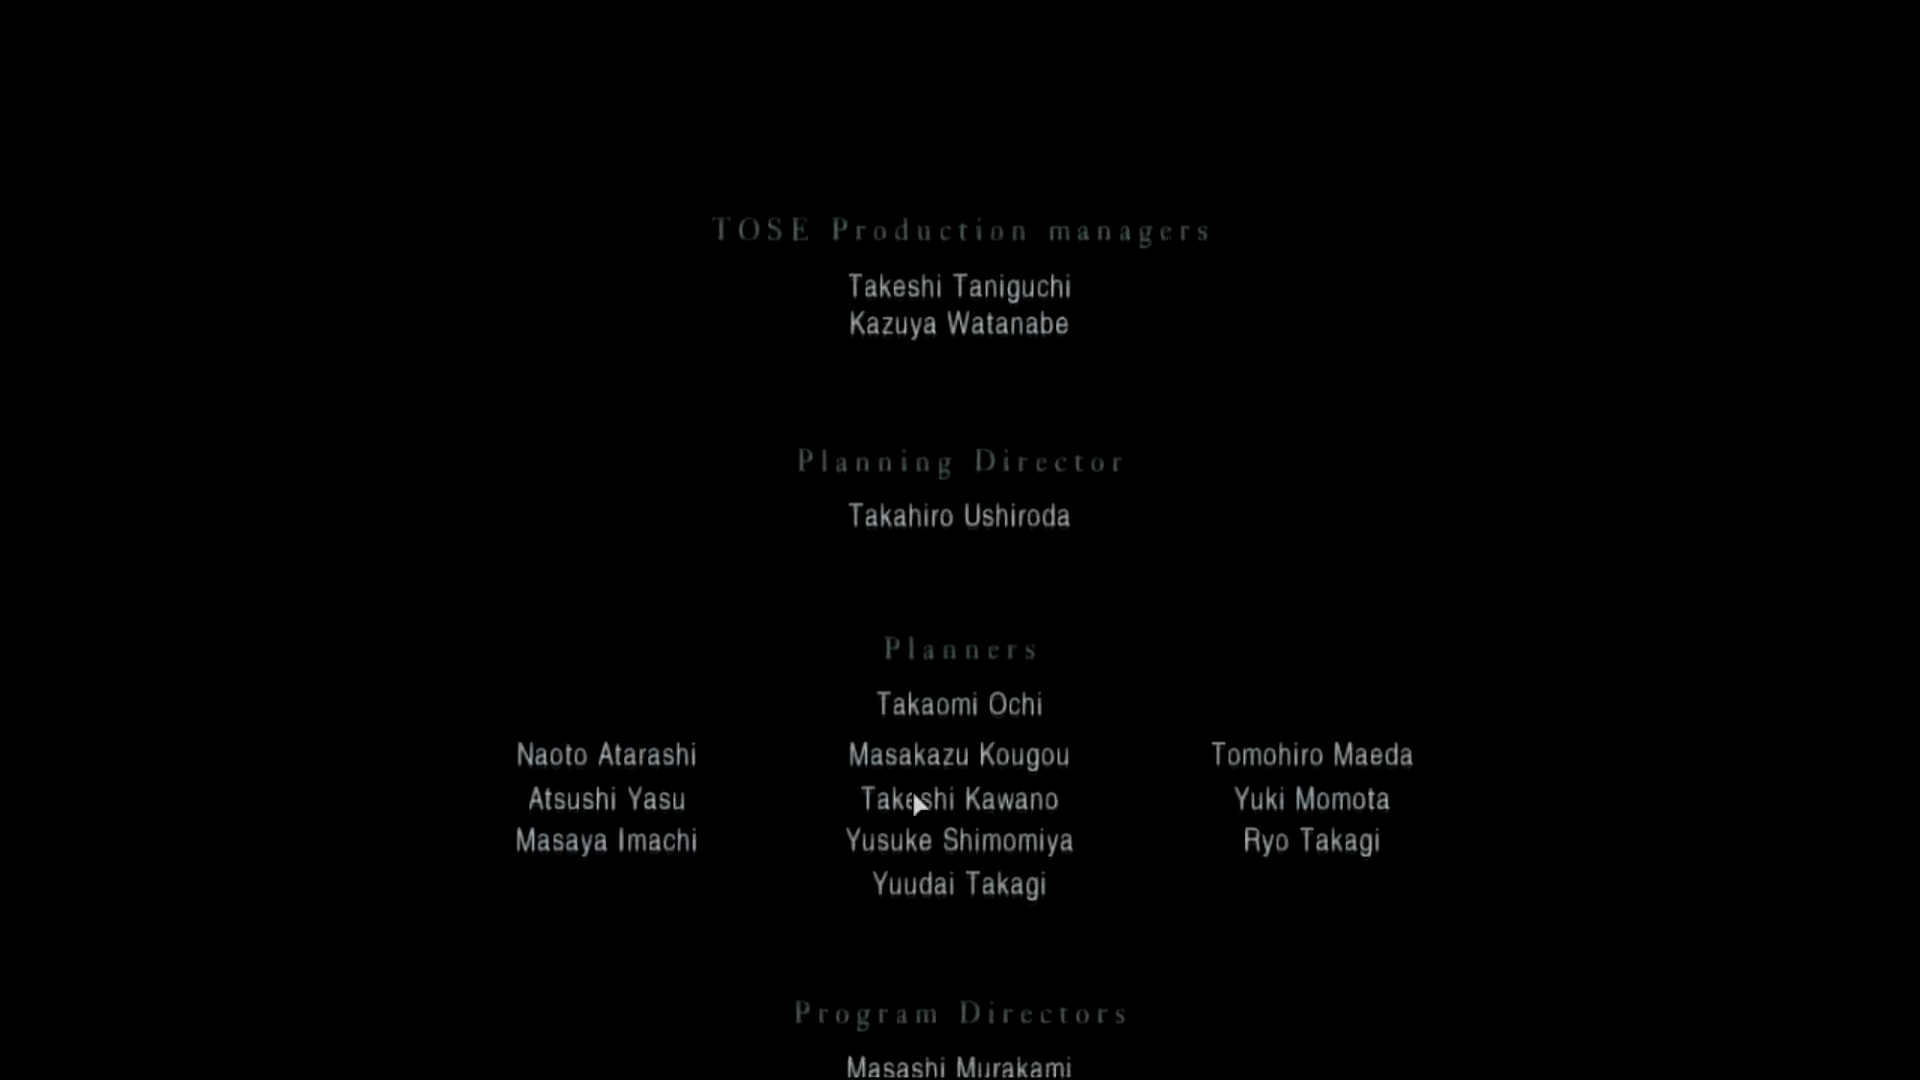 TOSE Production managers
Takeshi Taniguchi
Kazuya Watanabe
Planning Director
Takahiro Ushiroda
Planners
Takaomi Ochi
Naoto Atarashi Masakazu Kougou Tomohiro Maeda
Atsushi Yasu Takeshi Kawano Yuki Momota
Masaya Imachi Yusuke Shimomiya Ryo Takagi
Yuudai Takagi
Program Directors
Masashi Murakami